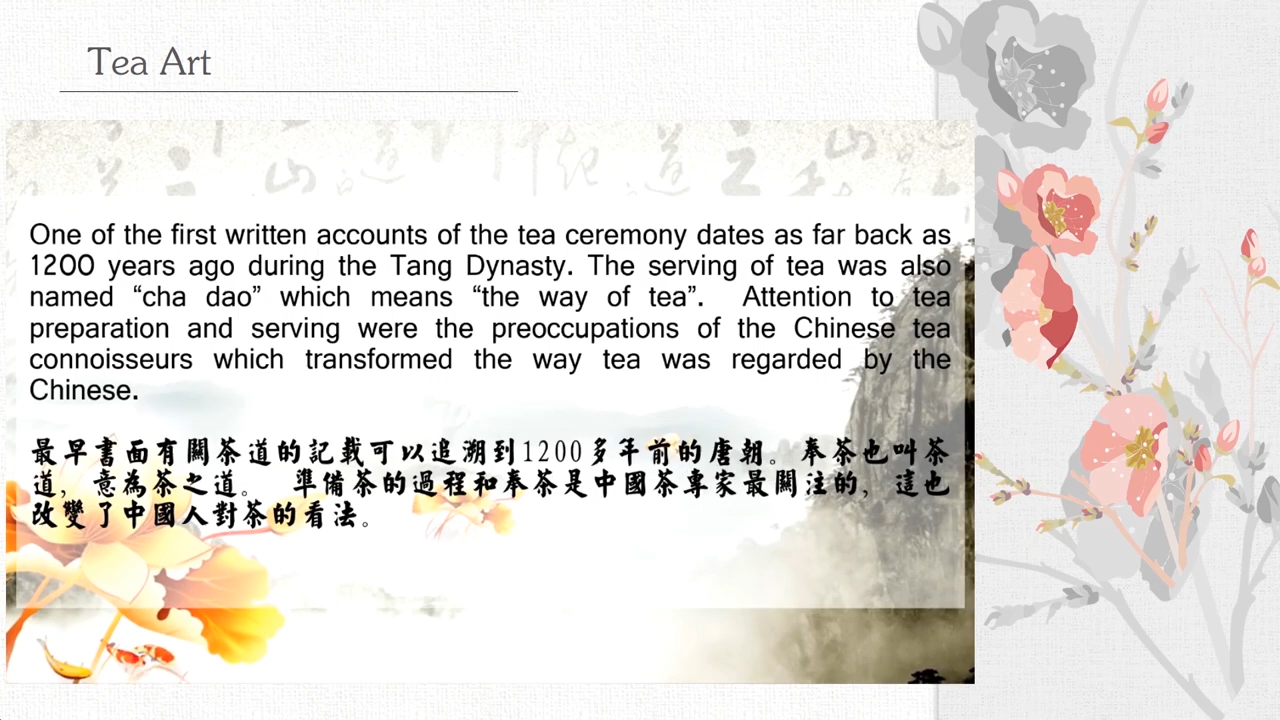 Tea Art
One of the first written accounts of the tea ceremony dates as far back as
1200 years ago during the Tang Dynasty. The serving of tea was also
named “cha dao” which means “the way of tea”.  Attention to tea
preparation and serving were the preoccupations of the Chinese tea
connoisseurs which transformed the way tea was regarded by the
Chinese.
最早書面有關茶道的記載可以追溯到1200多年前的唐朝。奉茶也叫茶
道，意為茶之道。 準備茶的過程和奉茶是中國茶專家最關注的，這也
改變了中國人對茶的看法。